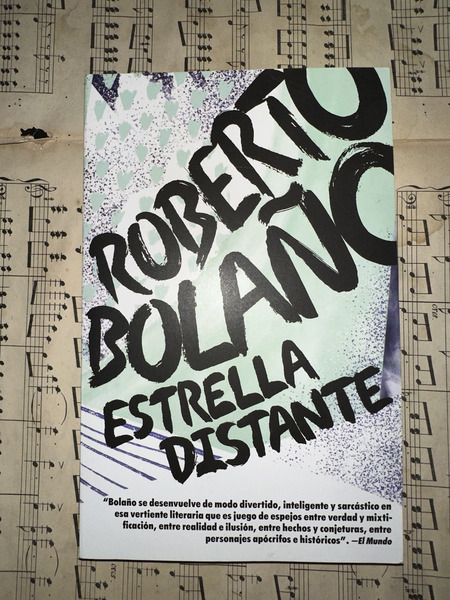 ROBERTO
BOLAÑO
ESTRELLA
DISTANTE
“Bolaño se desenvuelve de modo divertido, inteligente y sarcástico en
esa vertiente literaria que es juego de espejos entre verdad y mixti-
ficación, entre realidad e ilusión, entre hechos y conjeturas, entre
personajes apócrifos e históricos”. —El Mundo